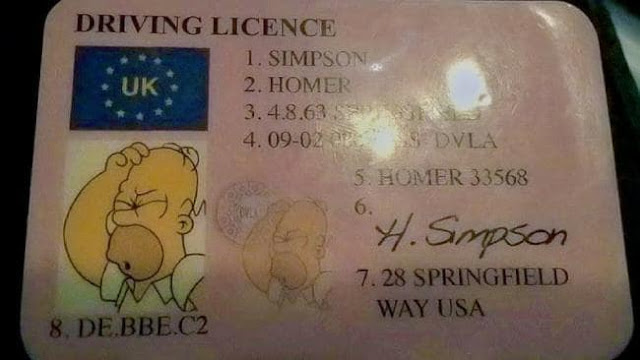 DRIVING LICENCE
UK
1. SIMPSON
2. HOMER
3. 4.8.63
4. 09-02 DVLA
5. HOMER 33568
6.
H. Simpson
DVLA
7. 28 SPRINGFIELD
WAY USA
8. DE.BBE.C2